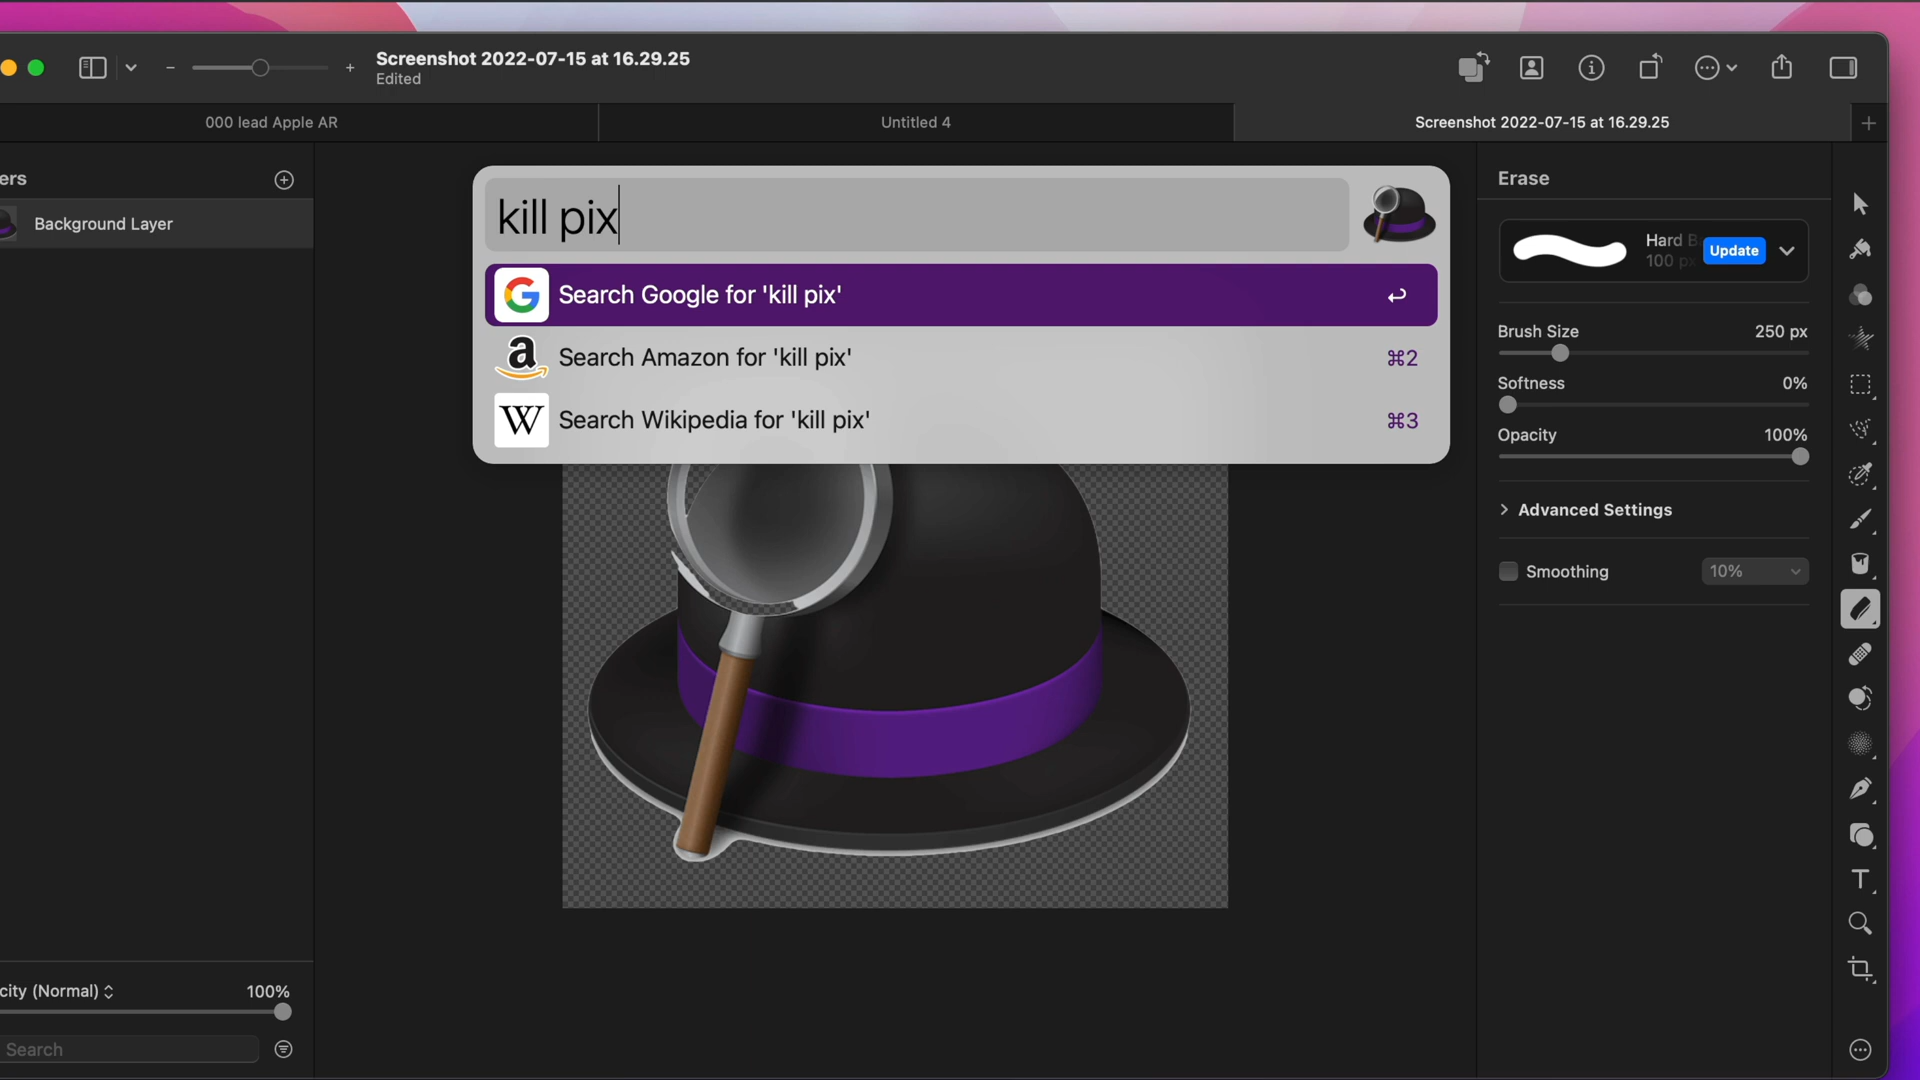 Screenshot 2022-07-15 at 16.29.25
Edited
000 lead Apple AR
Untitled 4
Screenshot 2022-07-15 at 16.29.25
ers
Background Layer
kill pix
Search Google for 'kill pix'
Search Amazon for 'kill pix'
⌘2
W
Search Wikipedia for 'kill pix'
⌘3
Erase
Hard B
Update
100 px
Brush Size
250 px
Softness
0%
Opacity
100%
Advanced Settings
Smoothing
10%
city (Normal)
100%
Search